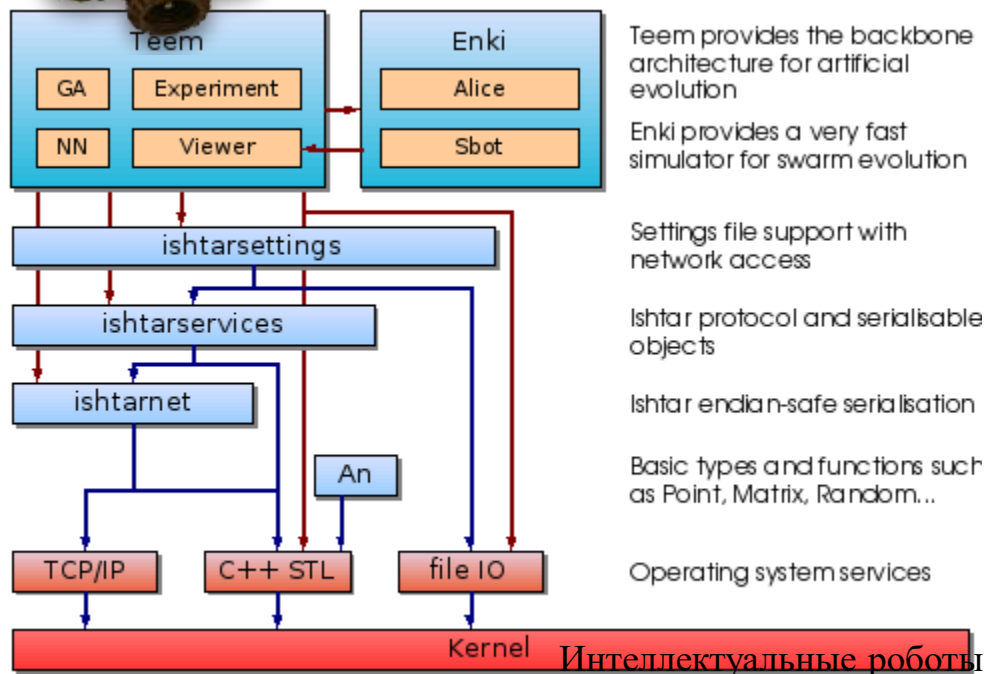 Teem
Enki
GA
Experiment
Alice
NN
Viewer
Sbot
Teem provides the backbone
architecture for artificial
evolution
Enki provides a very fast
simulator for swarm evolution
ishtarsettings
Settings file support with
network access
ishtarservices
Ishtar protocol and serialisable
objects
ishtarnet
Ishtar endian-safe serialisation
An
Basic types and functions such
as Point, Matrix, Random...
TCP/IP
C++ STL
file IO
Operating system services
Kernel
Интеллектуальные роботы